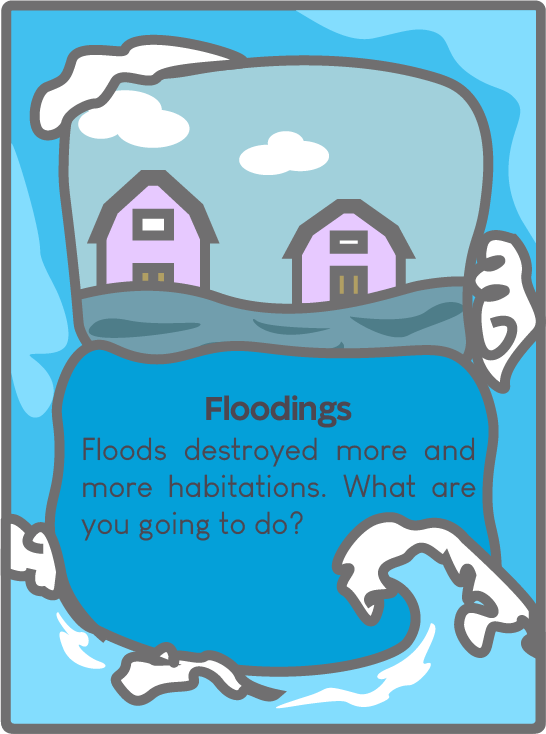 Floodings
Floods destroyed more and
more habitations. What are
you going to do?